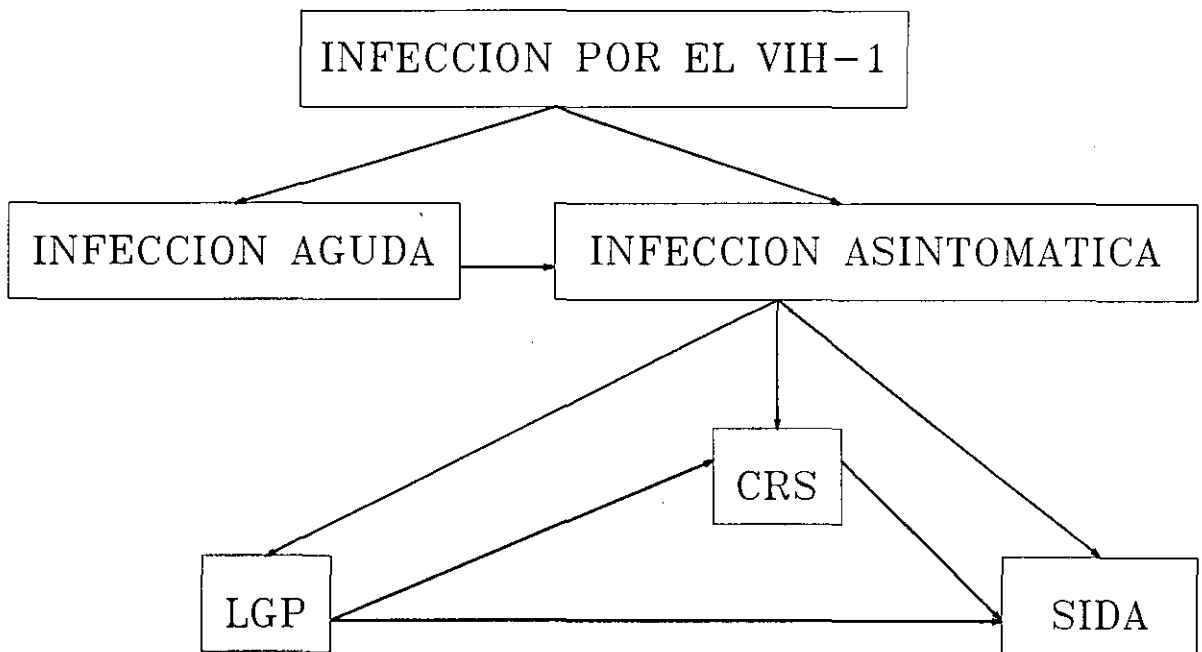 INFECCION POR EL VIH-1
INFECCION AGUDA
INFECCION ASINTOMATICA
CRS
LGP
SIDA